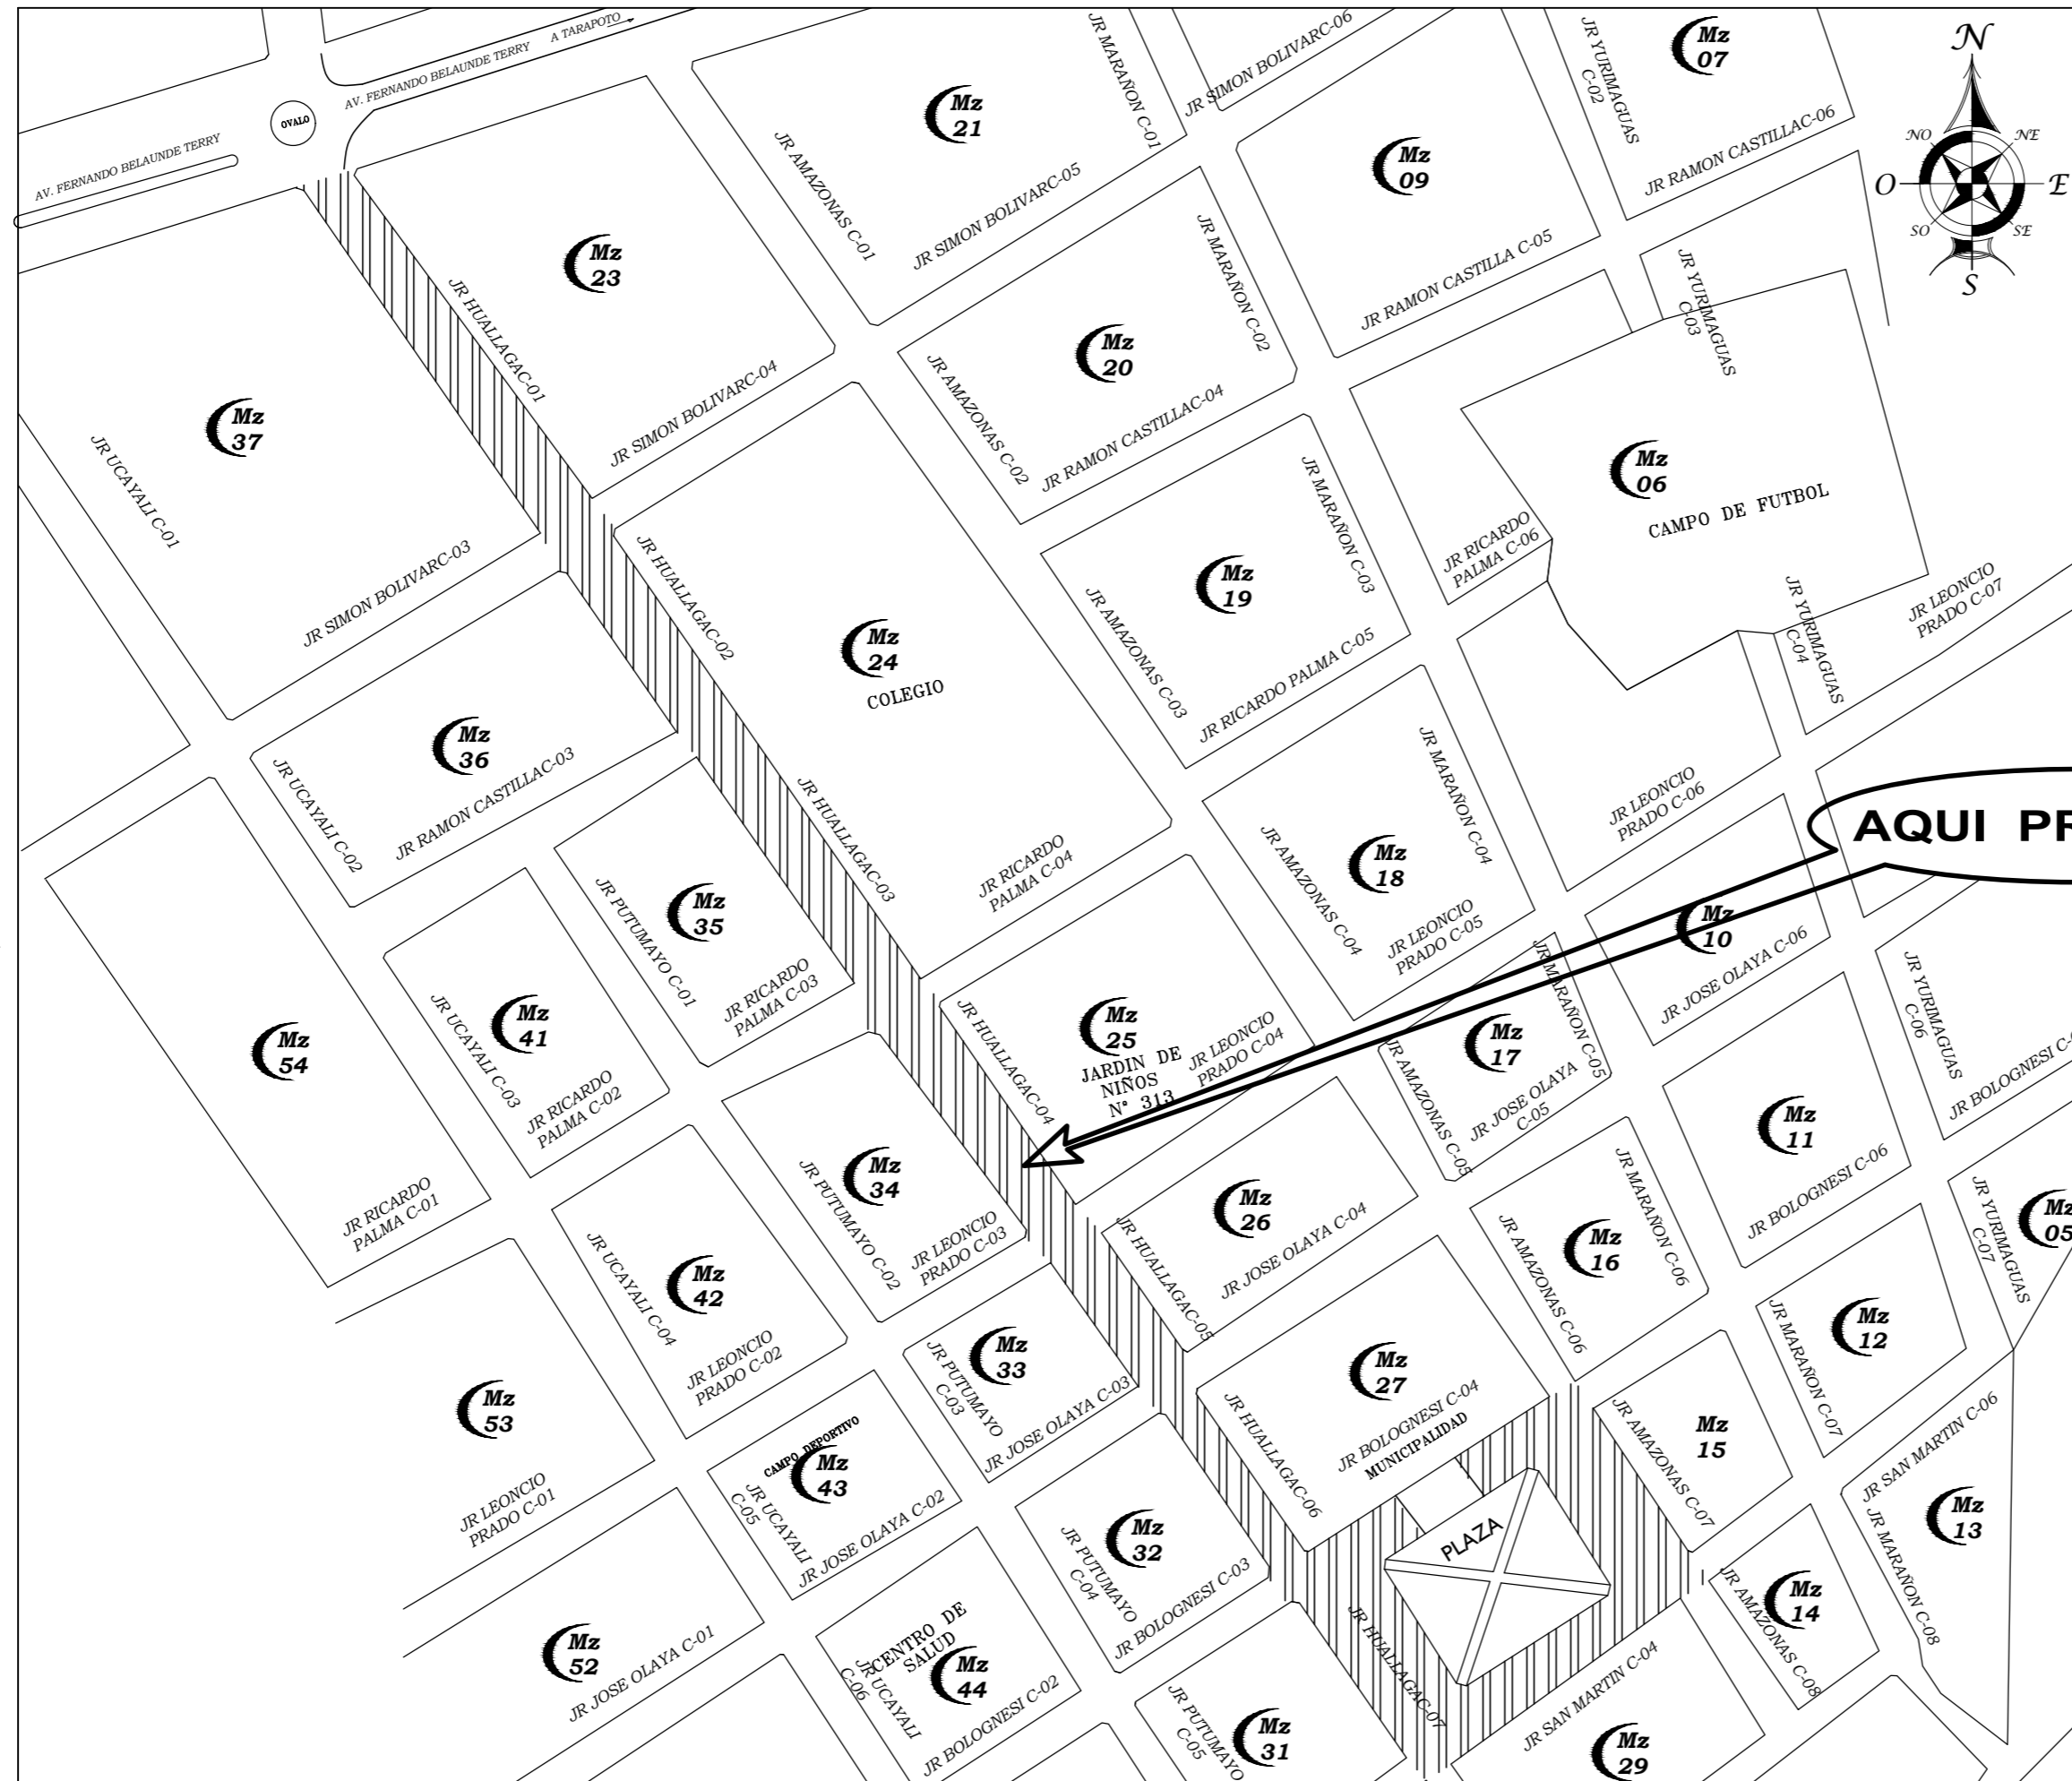 AV. FERNANDO BELAUNDE TERRY
A TARAPOTO
AV. FERNANDO BELAUNDE TERRY
OVALO
JR MARAÑON C-01
JR SIMON BOLIVARC-06
JR YURIMAGUAS
C-02
Mz
07
JR RAMON CASTILLAC-06
N
NO
NE
O
E
SO
SE
S
Mz
21
JR AMAZONAS C-01
JR SIMON BOLIVARC-05
Mz
09
JR RAMON CASTILLA C-05
Mz
23
JR HUALLAGAC-01
JR SIMON BOLIVARC-04
JR MARAÑON C-02
Mz
20
JR AMAZONAS C-02
JR RAMON CASTILLAC-04
JR YURIMAGUAS
C-03
Mz
37
JR UCAYALI C-01
JR SIMON BOLIVARC-03
Mz
06
CAMPO DE FUTBOL
JR RICARDO
PALMA C-06
JR MARAÑON C-03
Mz
19
JR AMAZONAS C-03
JR RICARDO PALMA C-05
JR YURIMAGUAS
C-04
JR LEONCIO
PRADO C-07
JR HUALLAGAC-02
Mz
24
COLEGIO
JR HUALLAGAC-03
JR RICARDO
PALMA C-04
Mz
36
JR UCAYALI C-02
JR RAMON CASTILLAC-03
JR MARAÑON C-04
Mz
18
JR AMAZONAS C-04
JR LEONCIO
PRADO C-05
JR LEONCIO
PRADO C-06
AQUI PR
Mz
10
JR JOSE OLAYA C-06
Mz
35
JR PUTUMAYO C-01
JR RICARDO
PALMA C-03
Mz
54
JR RICARDO
PALMA C-01
Mz
41
JR UCAYALI C-03
JR RICARDO
PALMA C-02
JR HUALLAGAC-04
Mz
25
JARDIN DE
NIÑOS
N° 313
JR LEONCIO
PRADO C-04
JR MARAÑON C-05
Mz
17
JR AMAZONAS C-05
JR JOSE OLAYA
C-05
JR YURIMAGUAS
C-06
JR BOLOGNESI C-
Mz
11
JR BOLOGNESI C-06
Mz
34
JR PUTUMAYO C-02
JR LEONCIO
PRADO C-03
Mz
26
JR HUALLAGAC-05
JR JOSE OLAYA C-04
JR MARAÑON C-06
Mz
16
JR AMAZONAS C-06
JR YURIMAGUAS
C-07
Mz
05
Mz
42
JR UCAYALI C-04
JR LEONCIO
PRADO C-02
Mz
33
JR PUTUMAYO
C-03
JR JOSE OLAYA C-03
Mz
27
JR HUALLAGAC-06
JR BOLOGNESI C-04
MUNICIPALIDAD
Mz
12
JR MARAÑON C-07
Mz
53
JR LEONCIO
PRADO C-01
CAMPO DEPORTIVO
Mz
43
JR UCAYALI
C-05
JR JOSE OLAYA C-02
Mz
15
JR AMAZONAS C-07
JR SAN MARTIN C-06
Mz
13
JR MARAÑON C-08
Mz
32
JR PUTUMAYO
C-04
JR BOLOGNESI C-03
PLAZA
Mz
14
JR AMAZONAS C-08
Mz
52
JR JOSE OLAYA C-01
CENTRO DE
SALUD
Mz
44
JR UCAYALI
C-06
JR BOLOGNESI C-02
JR PUTUMAYO
C-05
Mz
31
JR HUALLAGAC-07
JR SAN MARTIN C-04
Mz
29